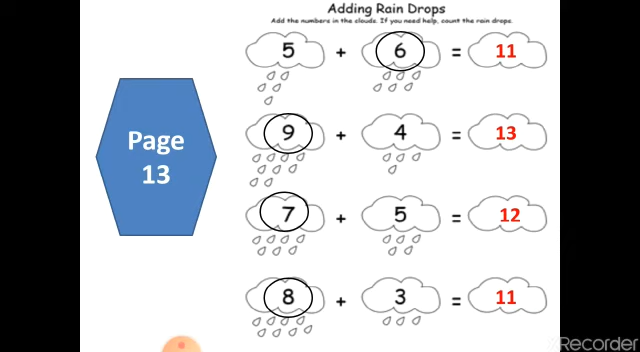 Adding Rain Drops
Add the numbers in the clouds. If you need help, count the rain drops.
5 + 6 = 11
Page
13
9 + 4 = 13
7 + 5 = 12
8 + 3 = 11
Recorder